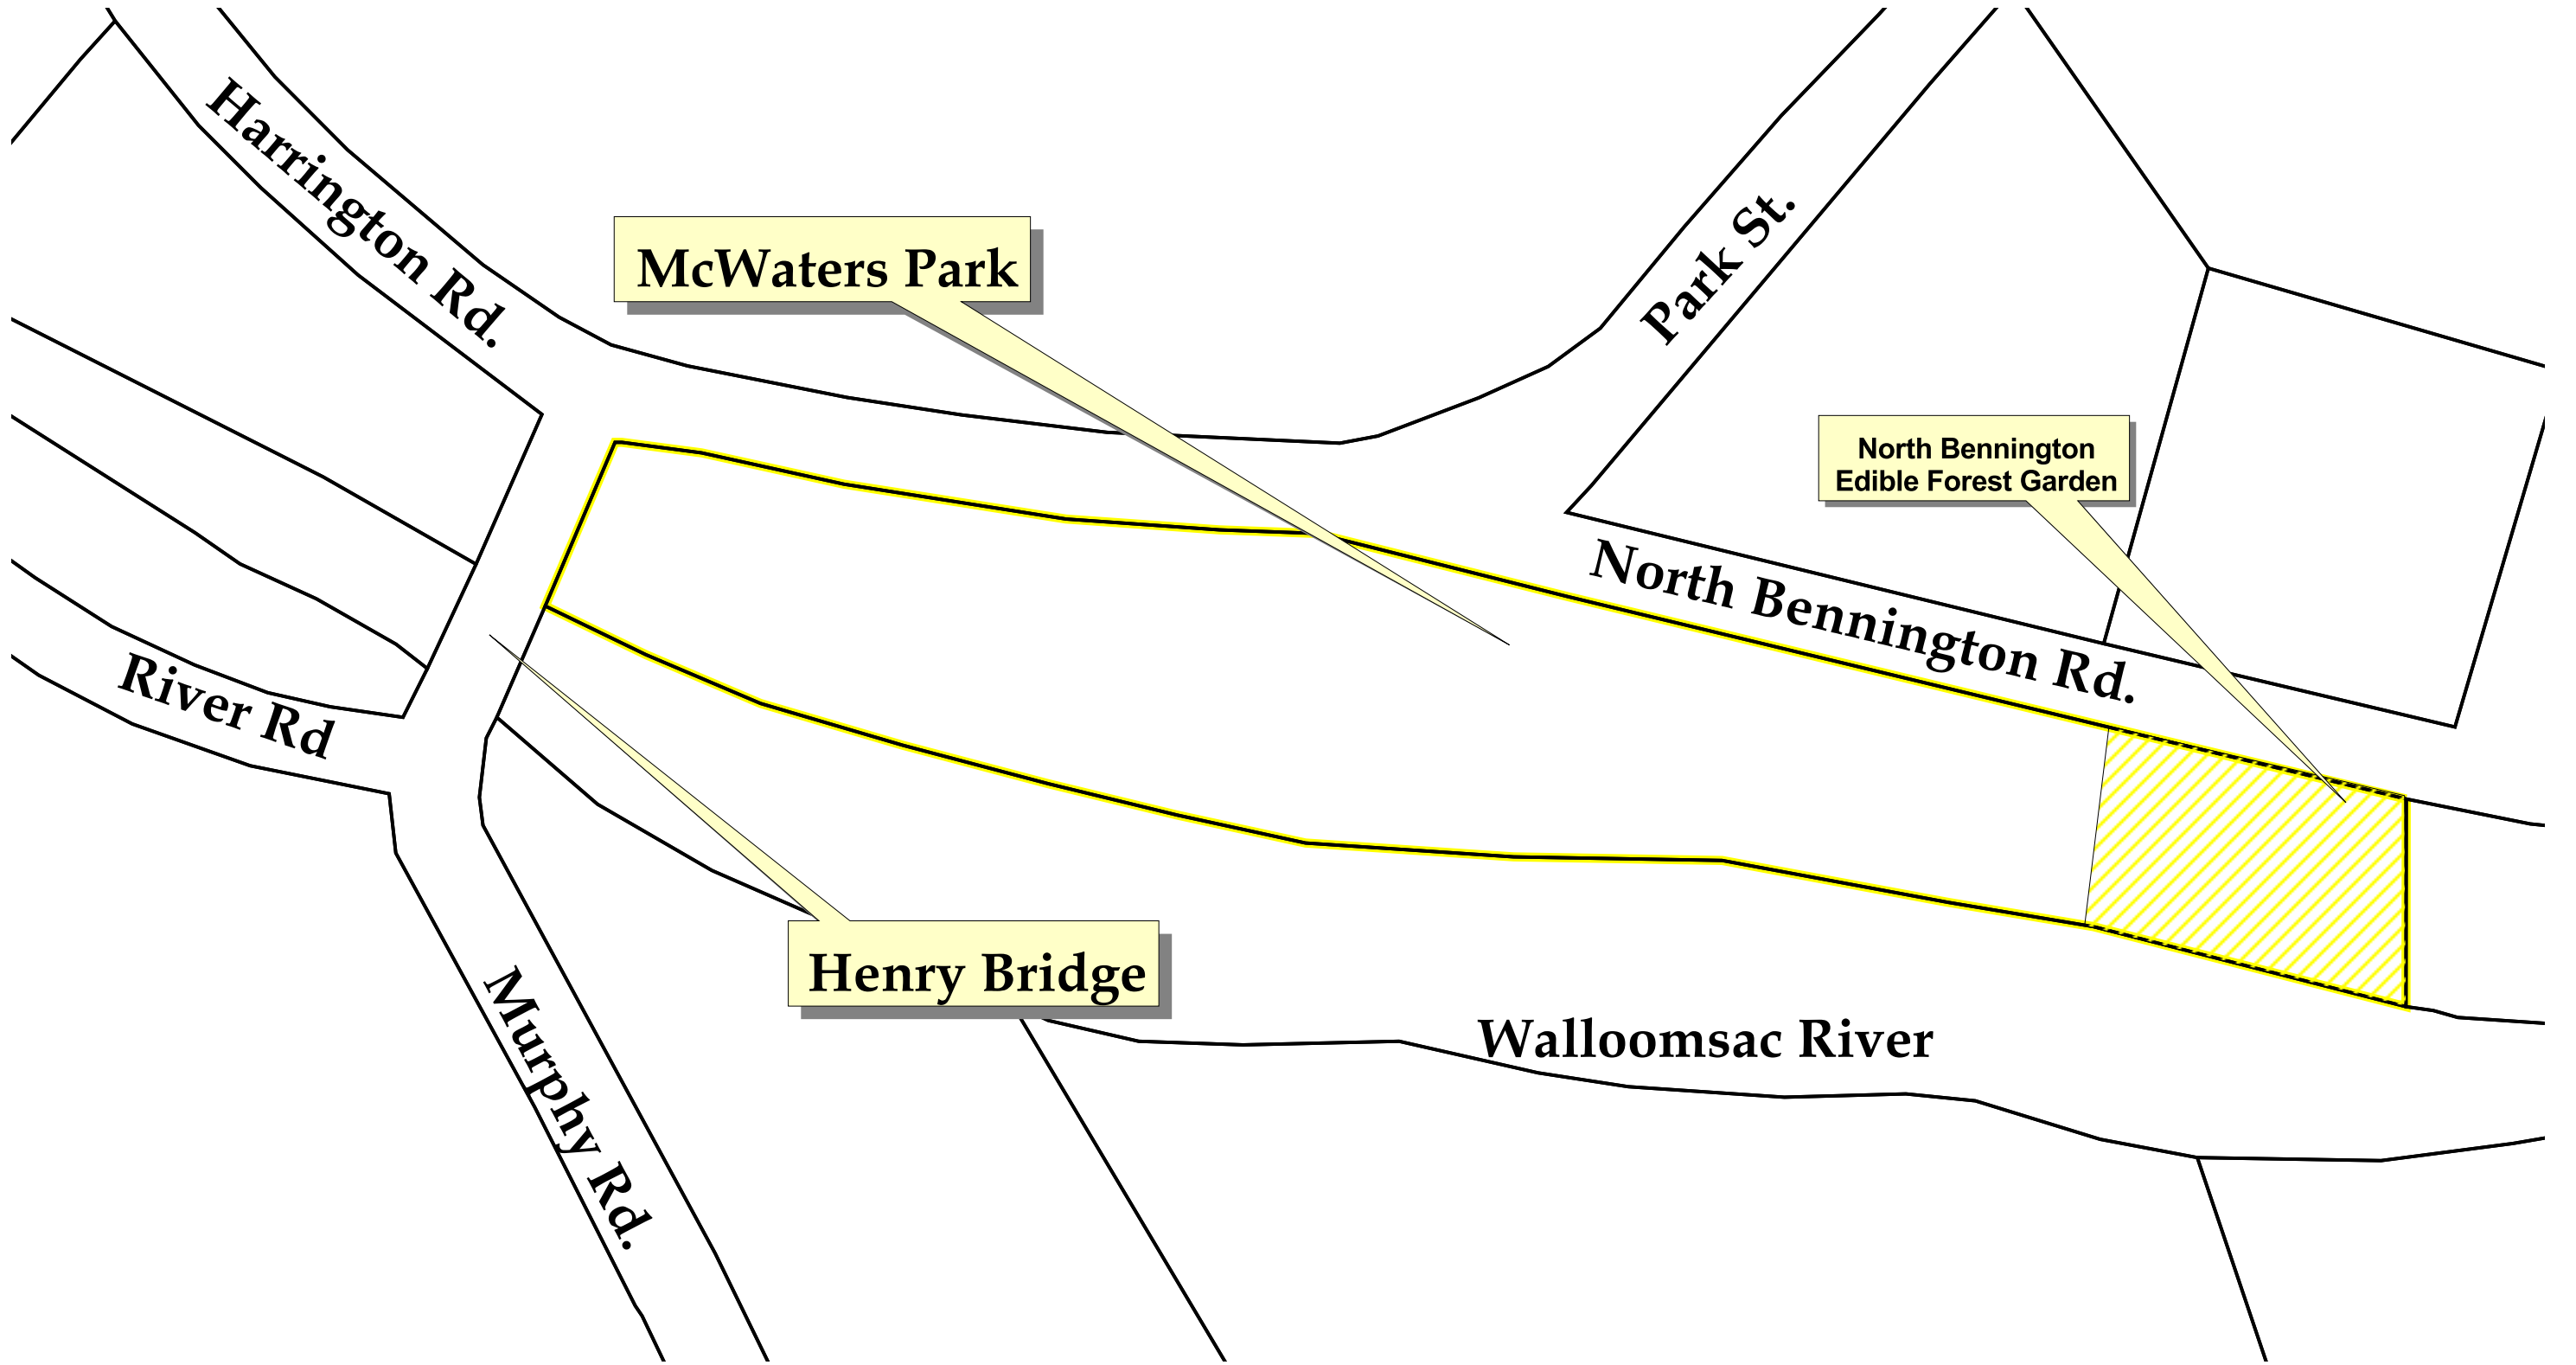 Harrington Rd.
McWaters Park
Park St.
North Bennington
Edible Forest Garden
North Bennington Rd.
River Rd
Henry Bridge
Walloomsac River
Murphy Rd.